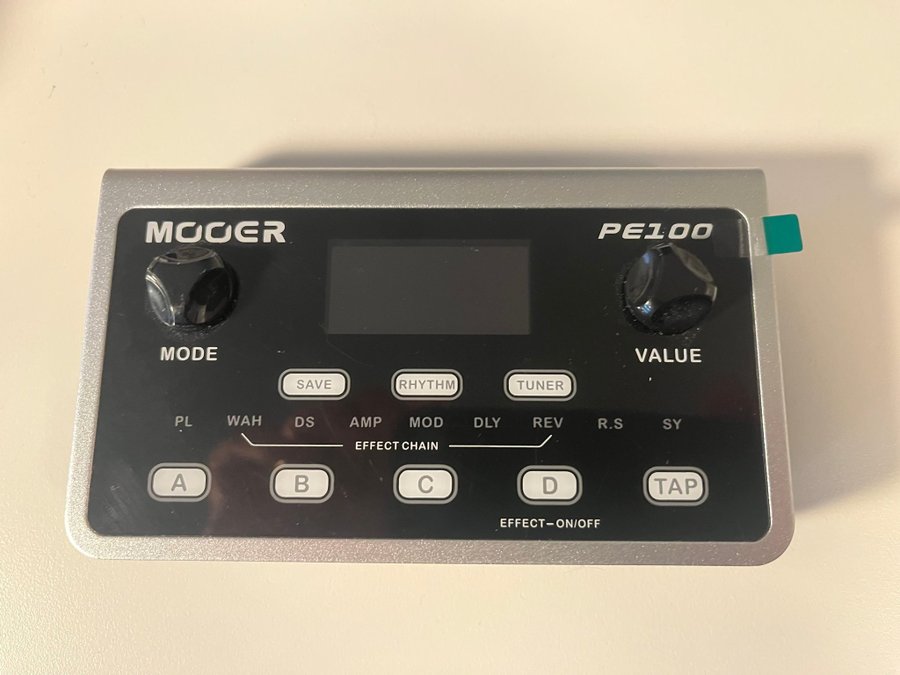 MOOER PE100
MODE VALUE
SAVE RHYTHM TUNER
PL WAH DS AMP MOD DLY REV R.S SY
EFFECT CHAIN
A B C D TAP
EFFECT-ON/OFF